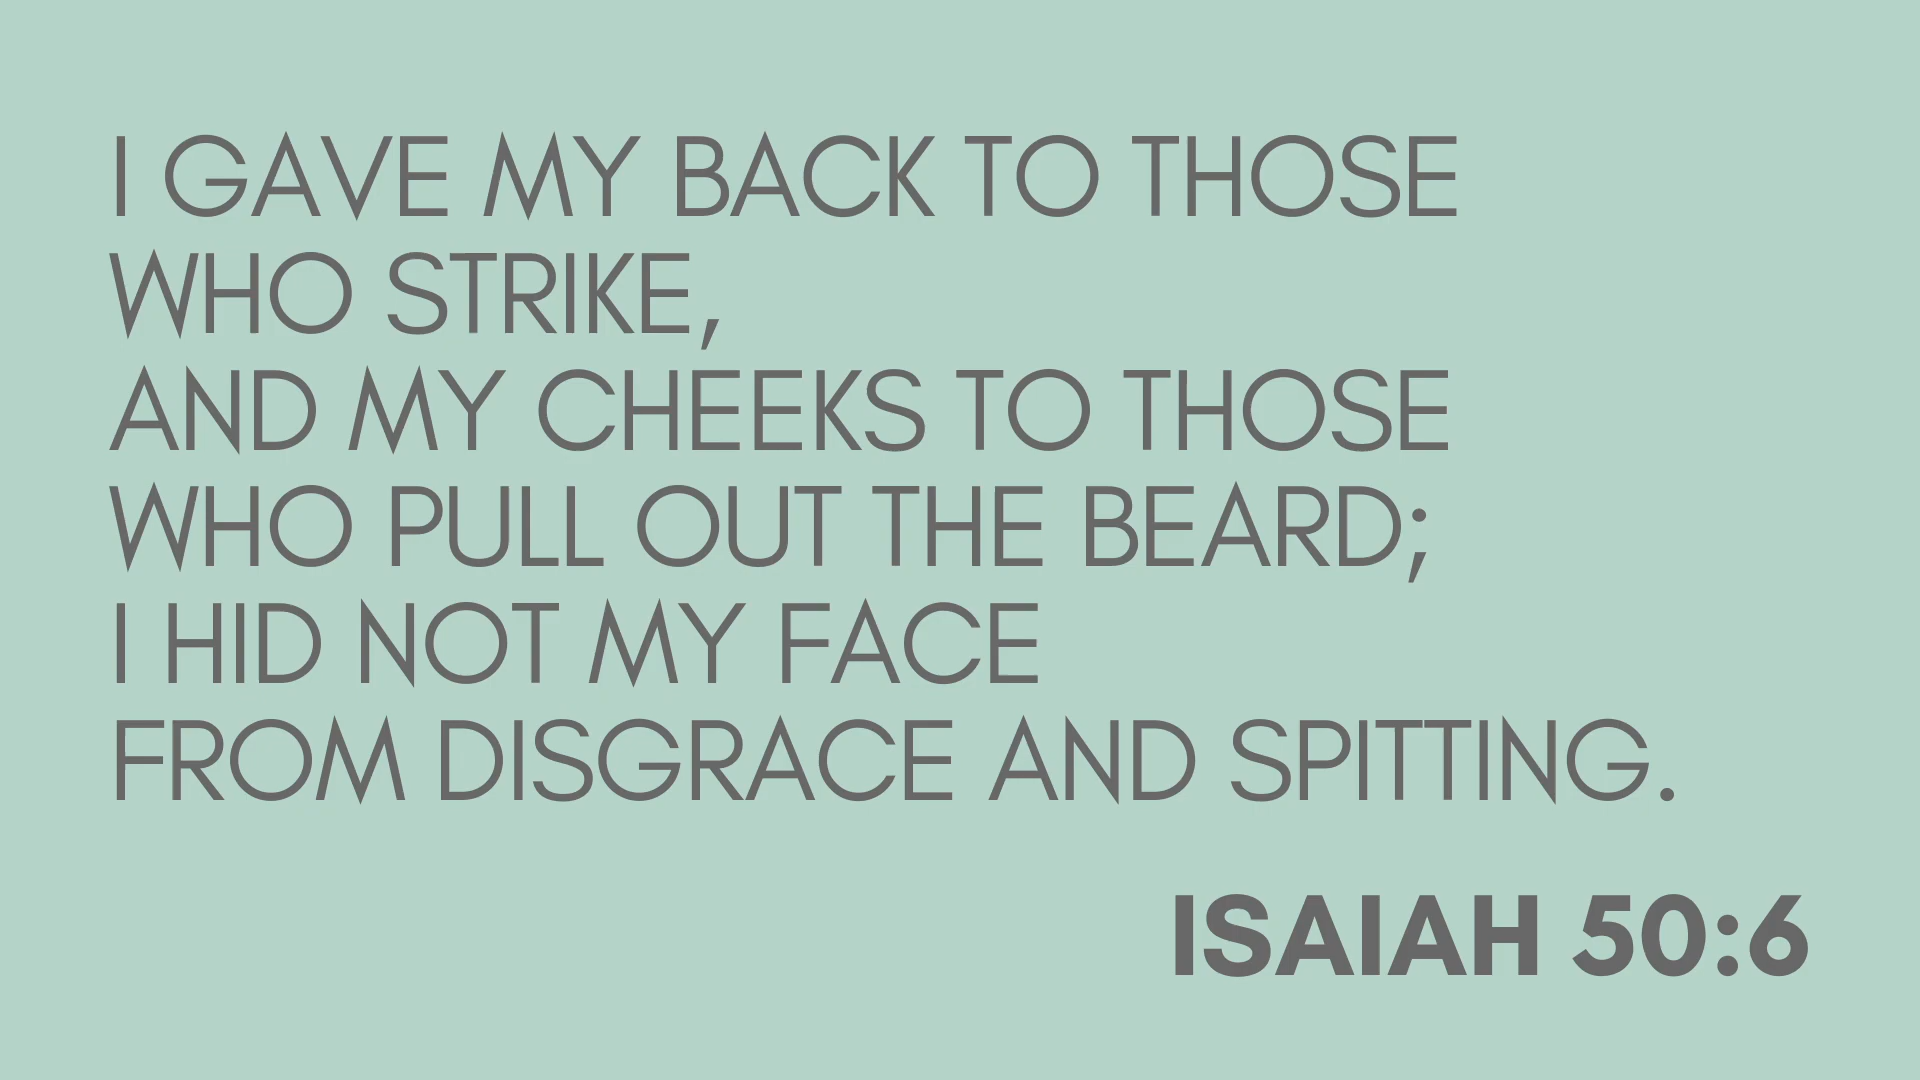 I GAVE MY BACK TO THOSE
WHO STRIKE,
AND MY CHEEKS TO THOSE
WHO PULL OUT THE BEARD;
I HID NOT MY FACE
FROM DISGRACE AND SPITTING.
ISAIAH 50:6